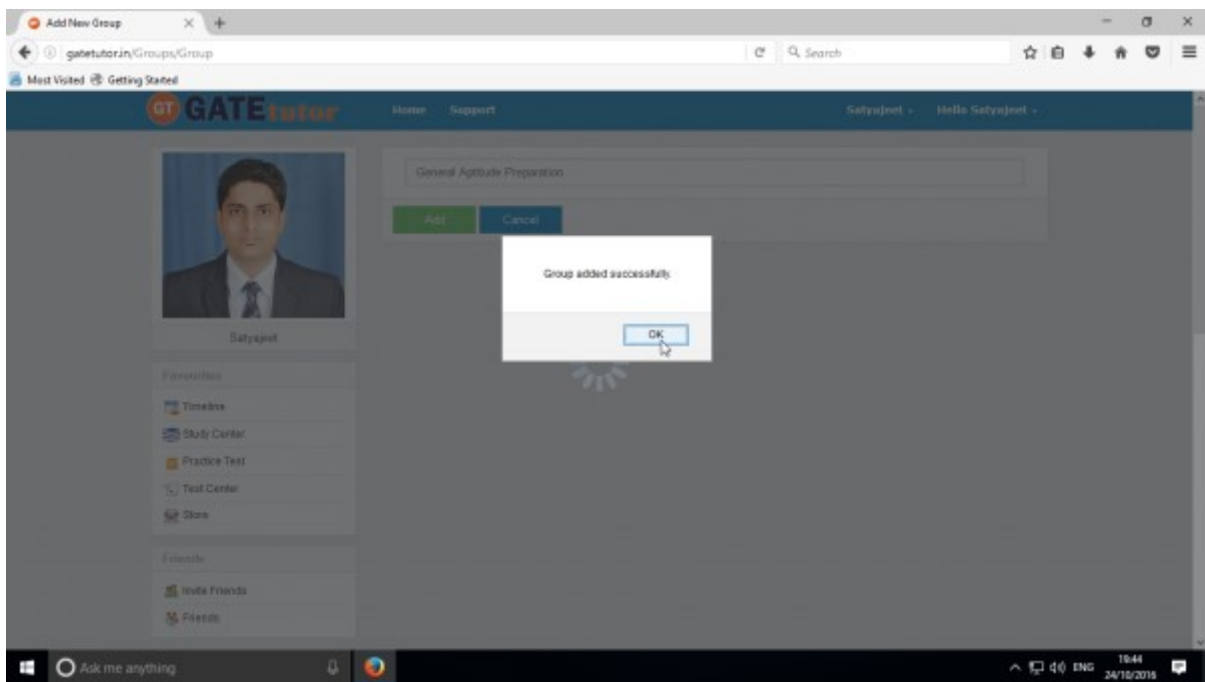 Add New Group
gatetutor.in/Groups/Group
Search
Most Visited Getting Started
GT GATEtutor Home Support Satyajeet Hello Satyajeet
General Aptitude Preparation
Add Cancel
Group added successfully.
OK
Satyajeet
Favourites
Timeline
Study Center
Practice Test
Test Center
Store
Friends
Invite Friends
Friends
Ask me anything
ENG
19:44
24/10/2016